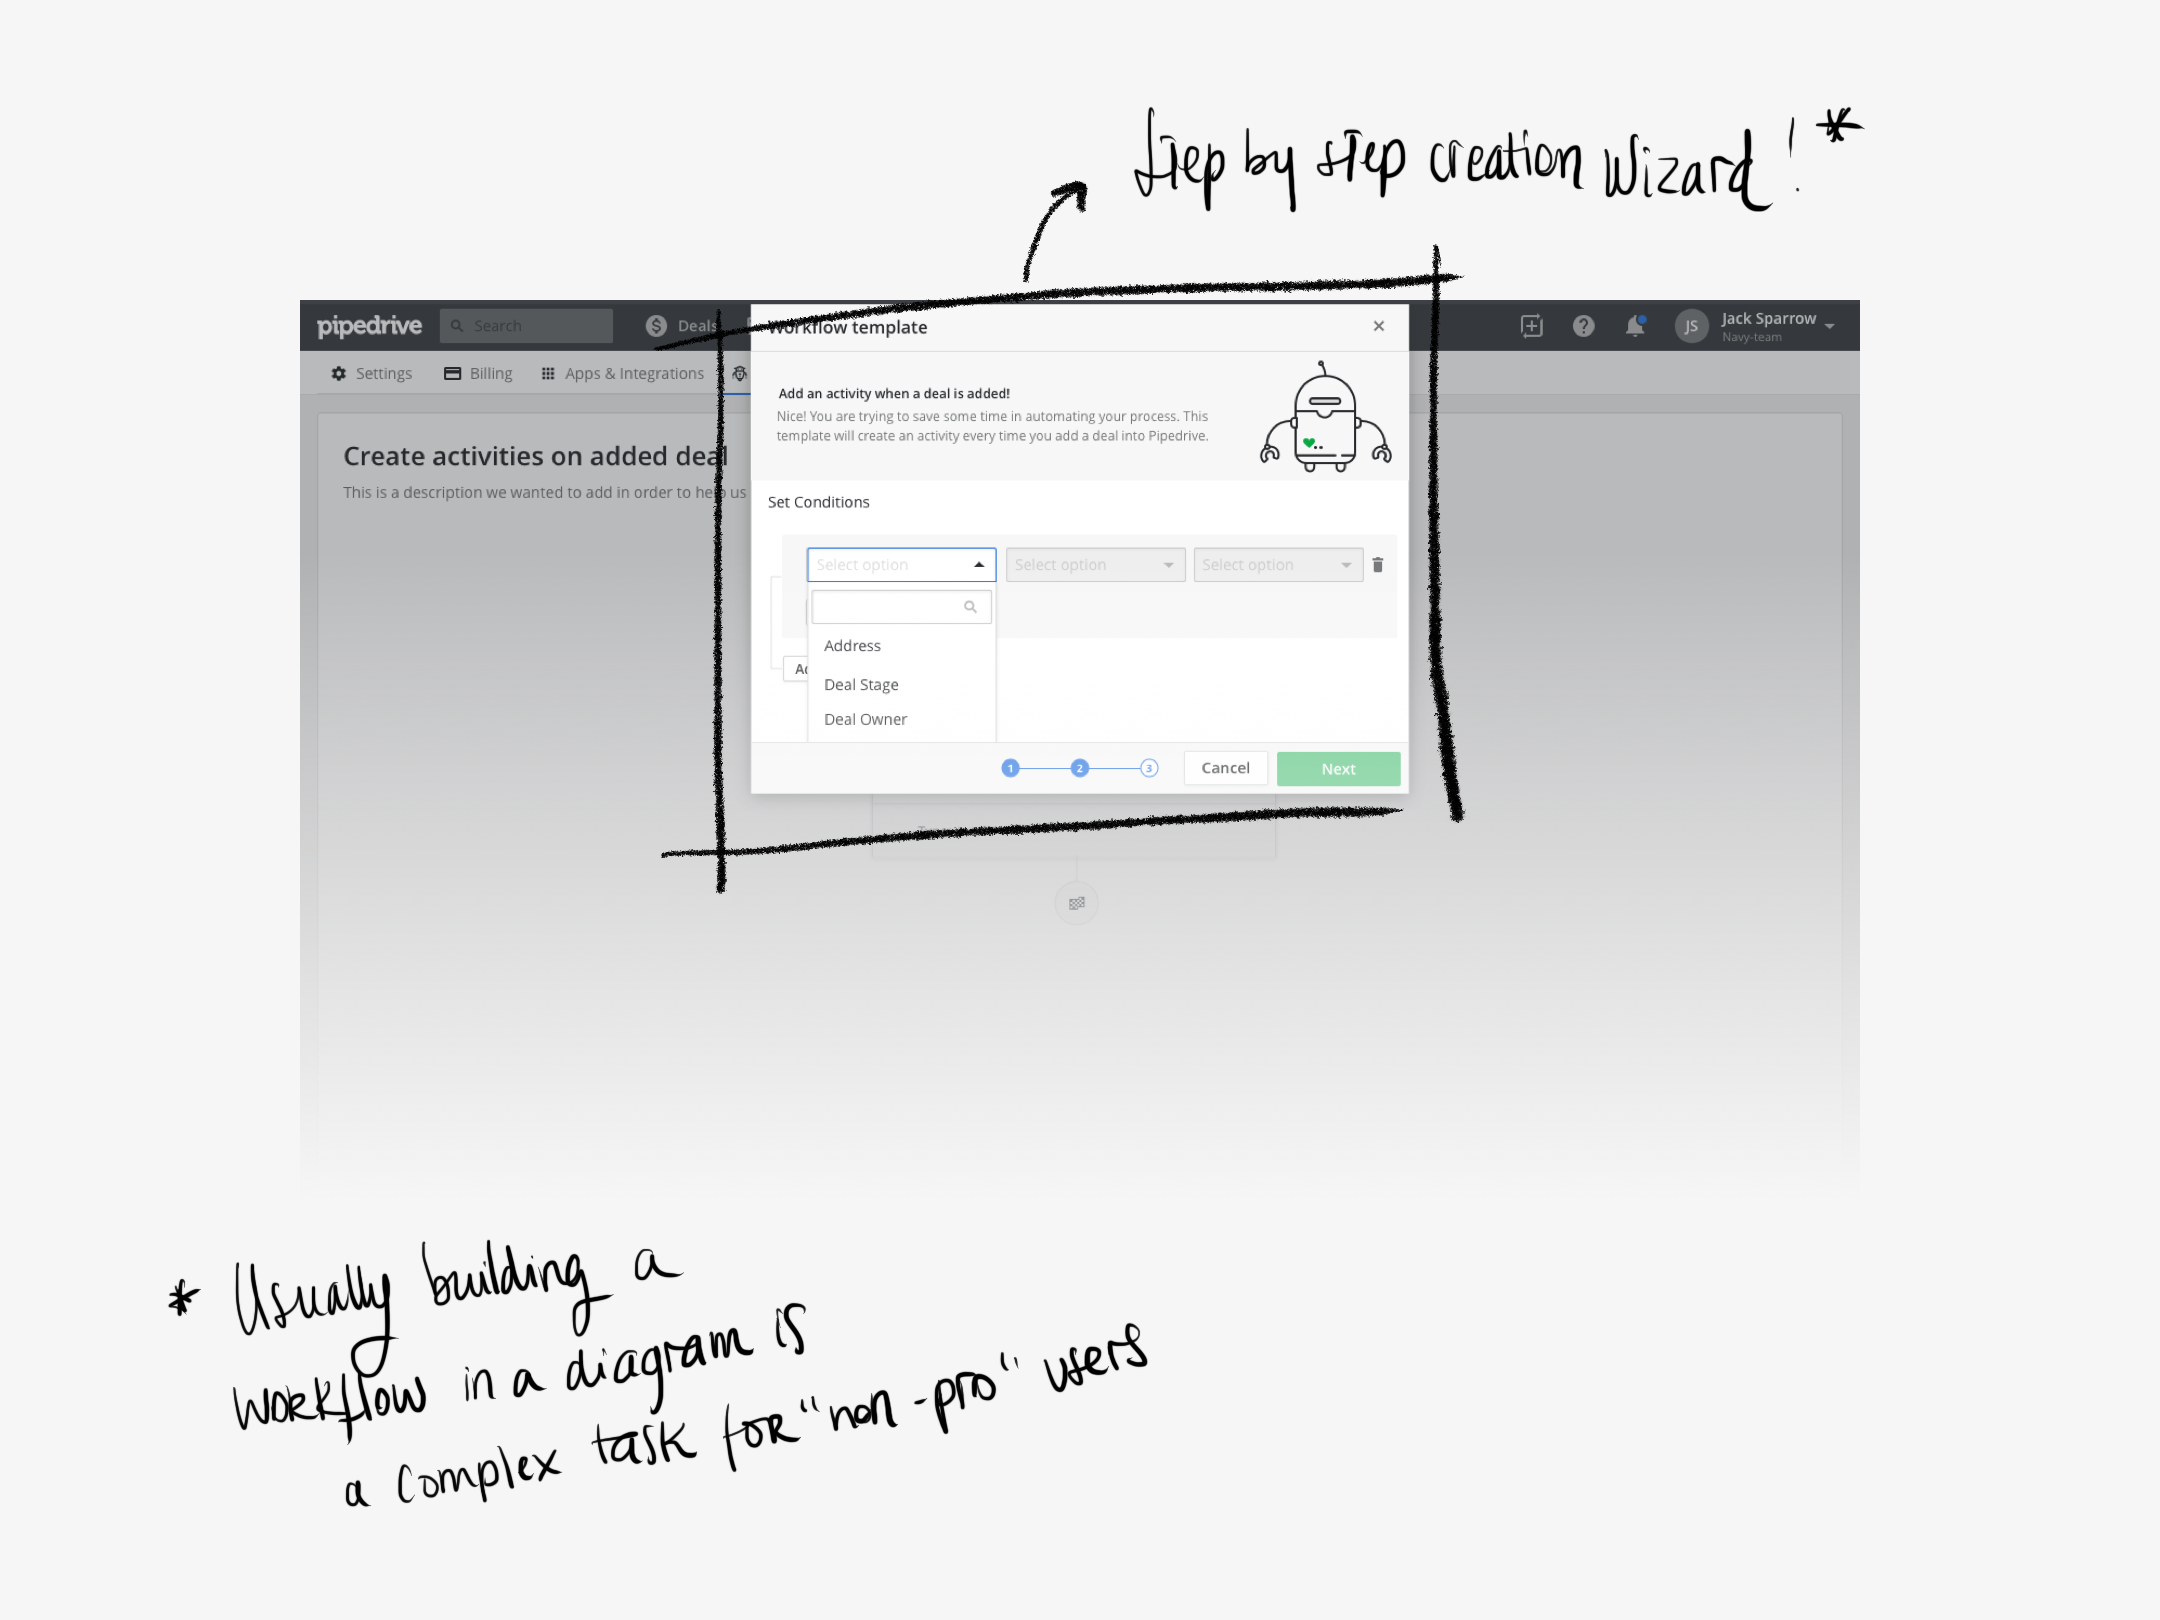 Step by step creation Wizard! *
pipedrive
Search
Deals
Workflow template
JS
Jack Sparrow
Navy-team
Settings
Billing
Apps & Integrations
Add an activity when a deal is added!
Nice! You are trying to save some time in automating your process. This
template will create an activity every time you add a deal into Pipedrive.
Create activities on added deal
This is a description we wanted to add in order to help us
Set Conditions
Select option
Select option
Select option
Address
Deal Stage
Deal Owner
1
2
3
Cancel
Next
* Usually building a
workflow in a diagram is
a complex task for "non-pro" users